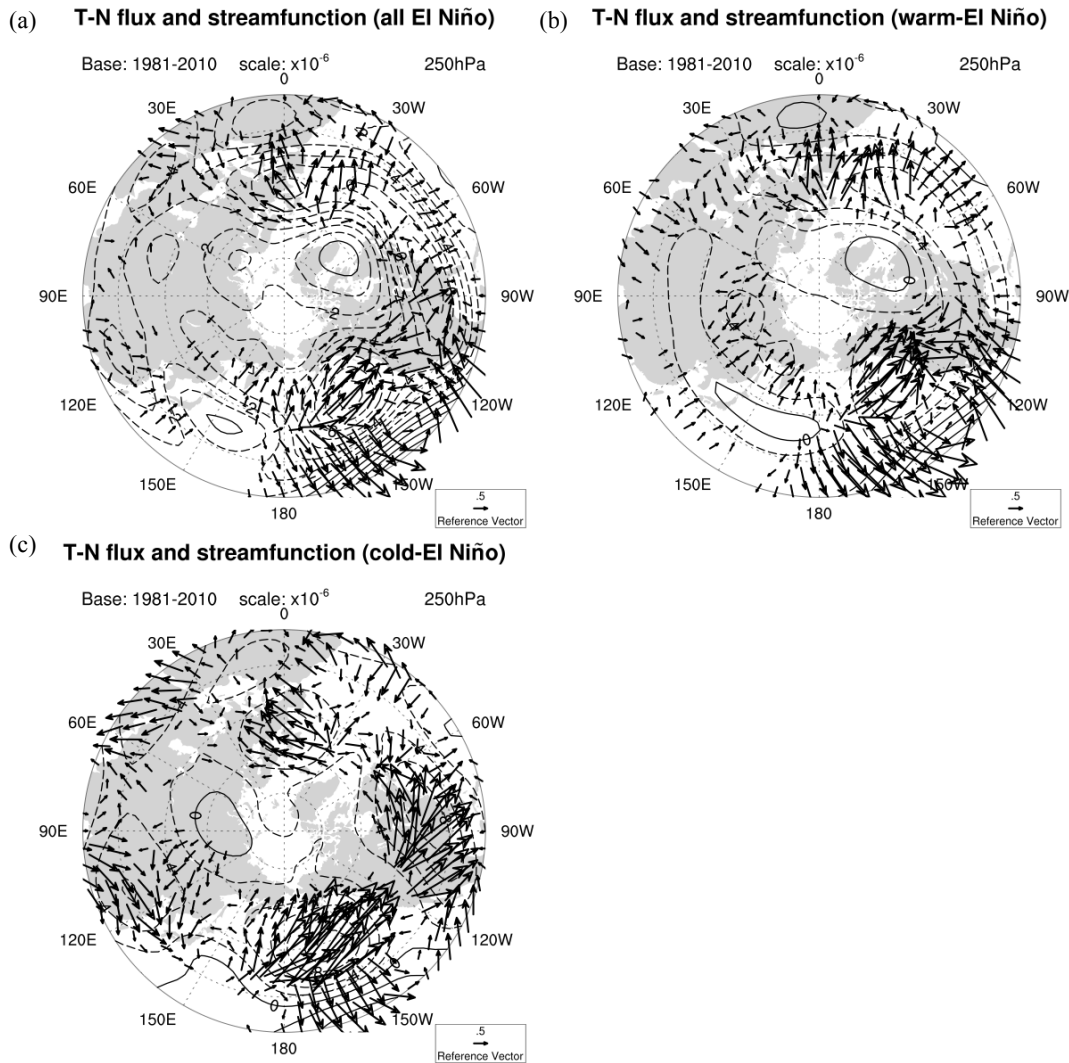 (a) T-N flux and streamfunction (all El Niño)
Base: 1981-2010 scale: x10-6 250hPa
0
30E 30W
60E 60W
90E 90W
120E 120W
150E 150W
180
.5
Reference Vector
(b) T-N flux and streamfunction (warm-El Niño)
Base: 1981-2010 scale: x10-6 250hPa
0
30E 30W
60E 60W
90E 90W
120E 120W
150E 150W
180
.5
Reference Vector
(c) T-N flux and streamfunction (cold-El Niño)
Base: 1981-2010 scale: x10-6 250hPa
0
30E 30W
60E 60W
90E 90W
120E 120W
150E 150W
180
.5
Reference Vector